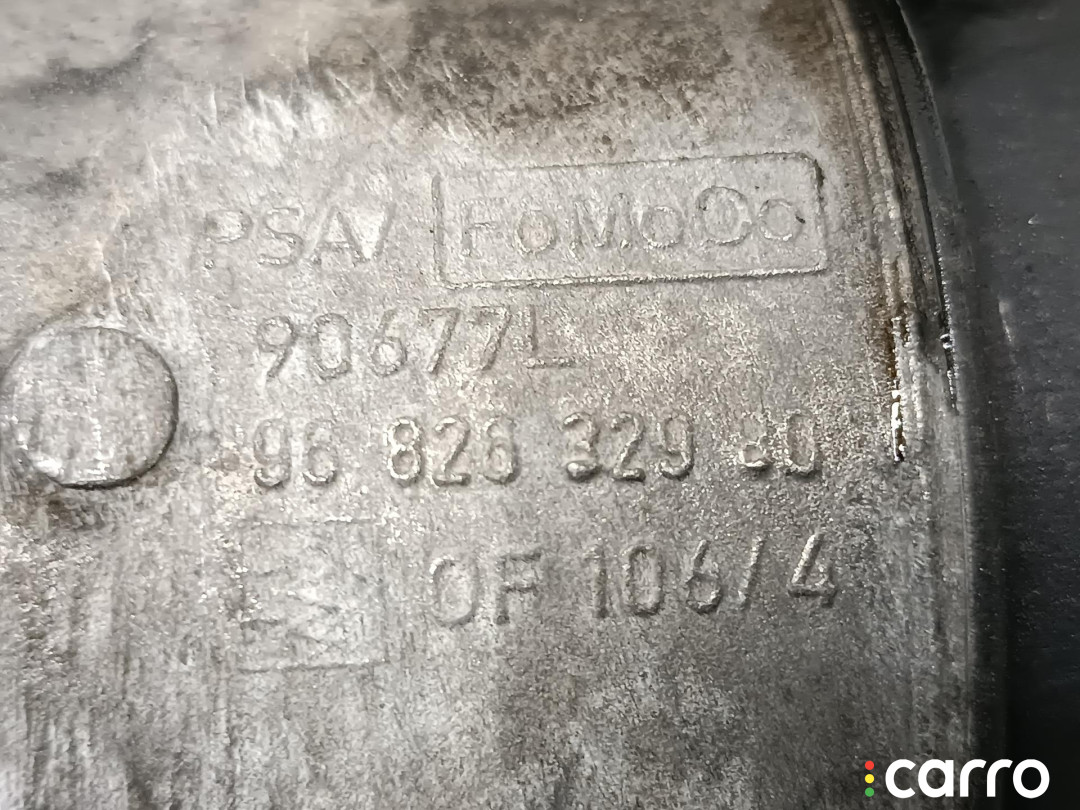 PSA/ FoMoCo
90677L
96 826 329 80
OF 106/4
carro